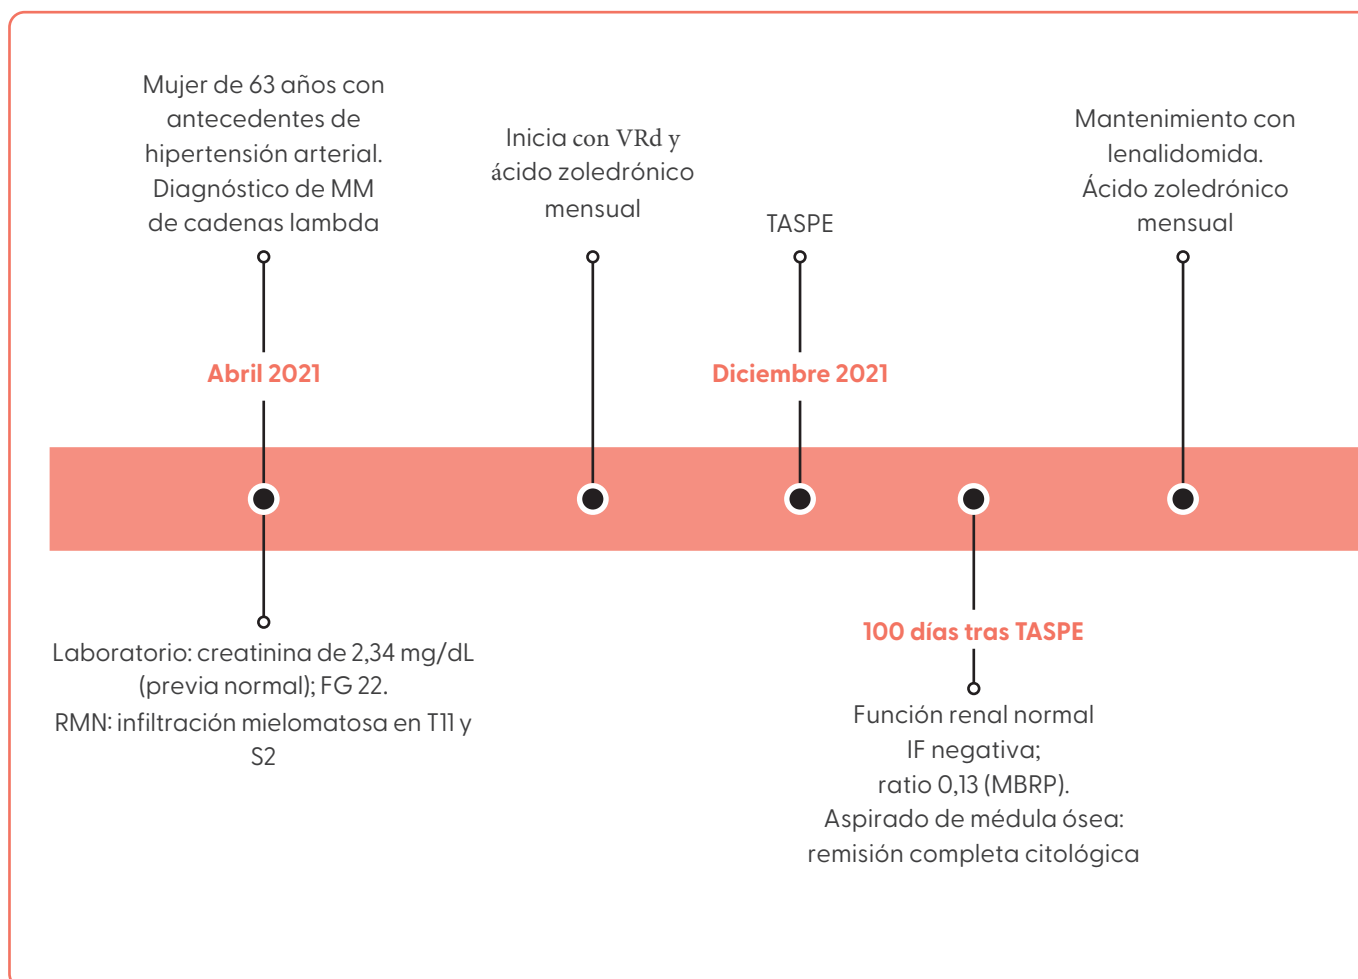 Mujer de 63 años con
antecedentes de
hipertensión arterial.
Diagnóstico de MM
de cadenas lambda
Abril 2021
Laboratorio: creatinina de 2,34 mg/dL
(previa normal); FG 22.
RMN: infiltración mielomatosa en T11 y
S2
Inicia con VRd y
ácido zoledrónico
mensual
TASPE
Diciembre 2021
100 días tras TASPE
Función renal normal
IF negativa;
ratio 0,13 (MBRP).
Aspirado de médula ósea:
remisión completa citológica
Mantenimiento con
lenalidomida.
Ácido zoledrónico
mensual